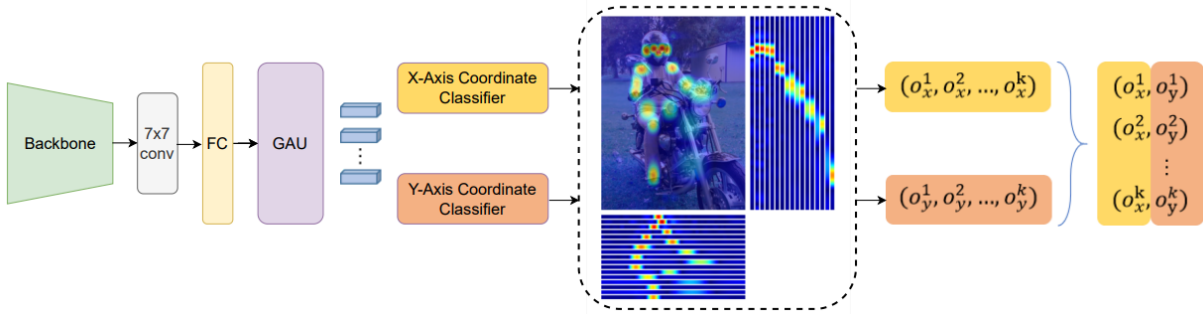 Backbone
7x7
conv
FC
GAU
X-Axis Coordinate
Classifier
Y-Axis Coordinate
Classifier
(o_x^1, o_x^2, ..., o_x^k)
(o_y^1, o_y^2, ..., o_y^k)
(o_x^1, o_y^1)
(o_x^2, o_y^2)
⋮
(o_x^k, o_y^k)